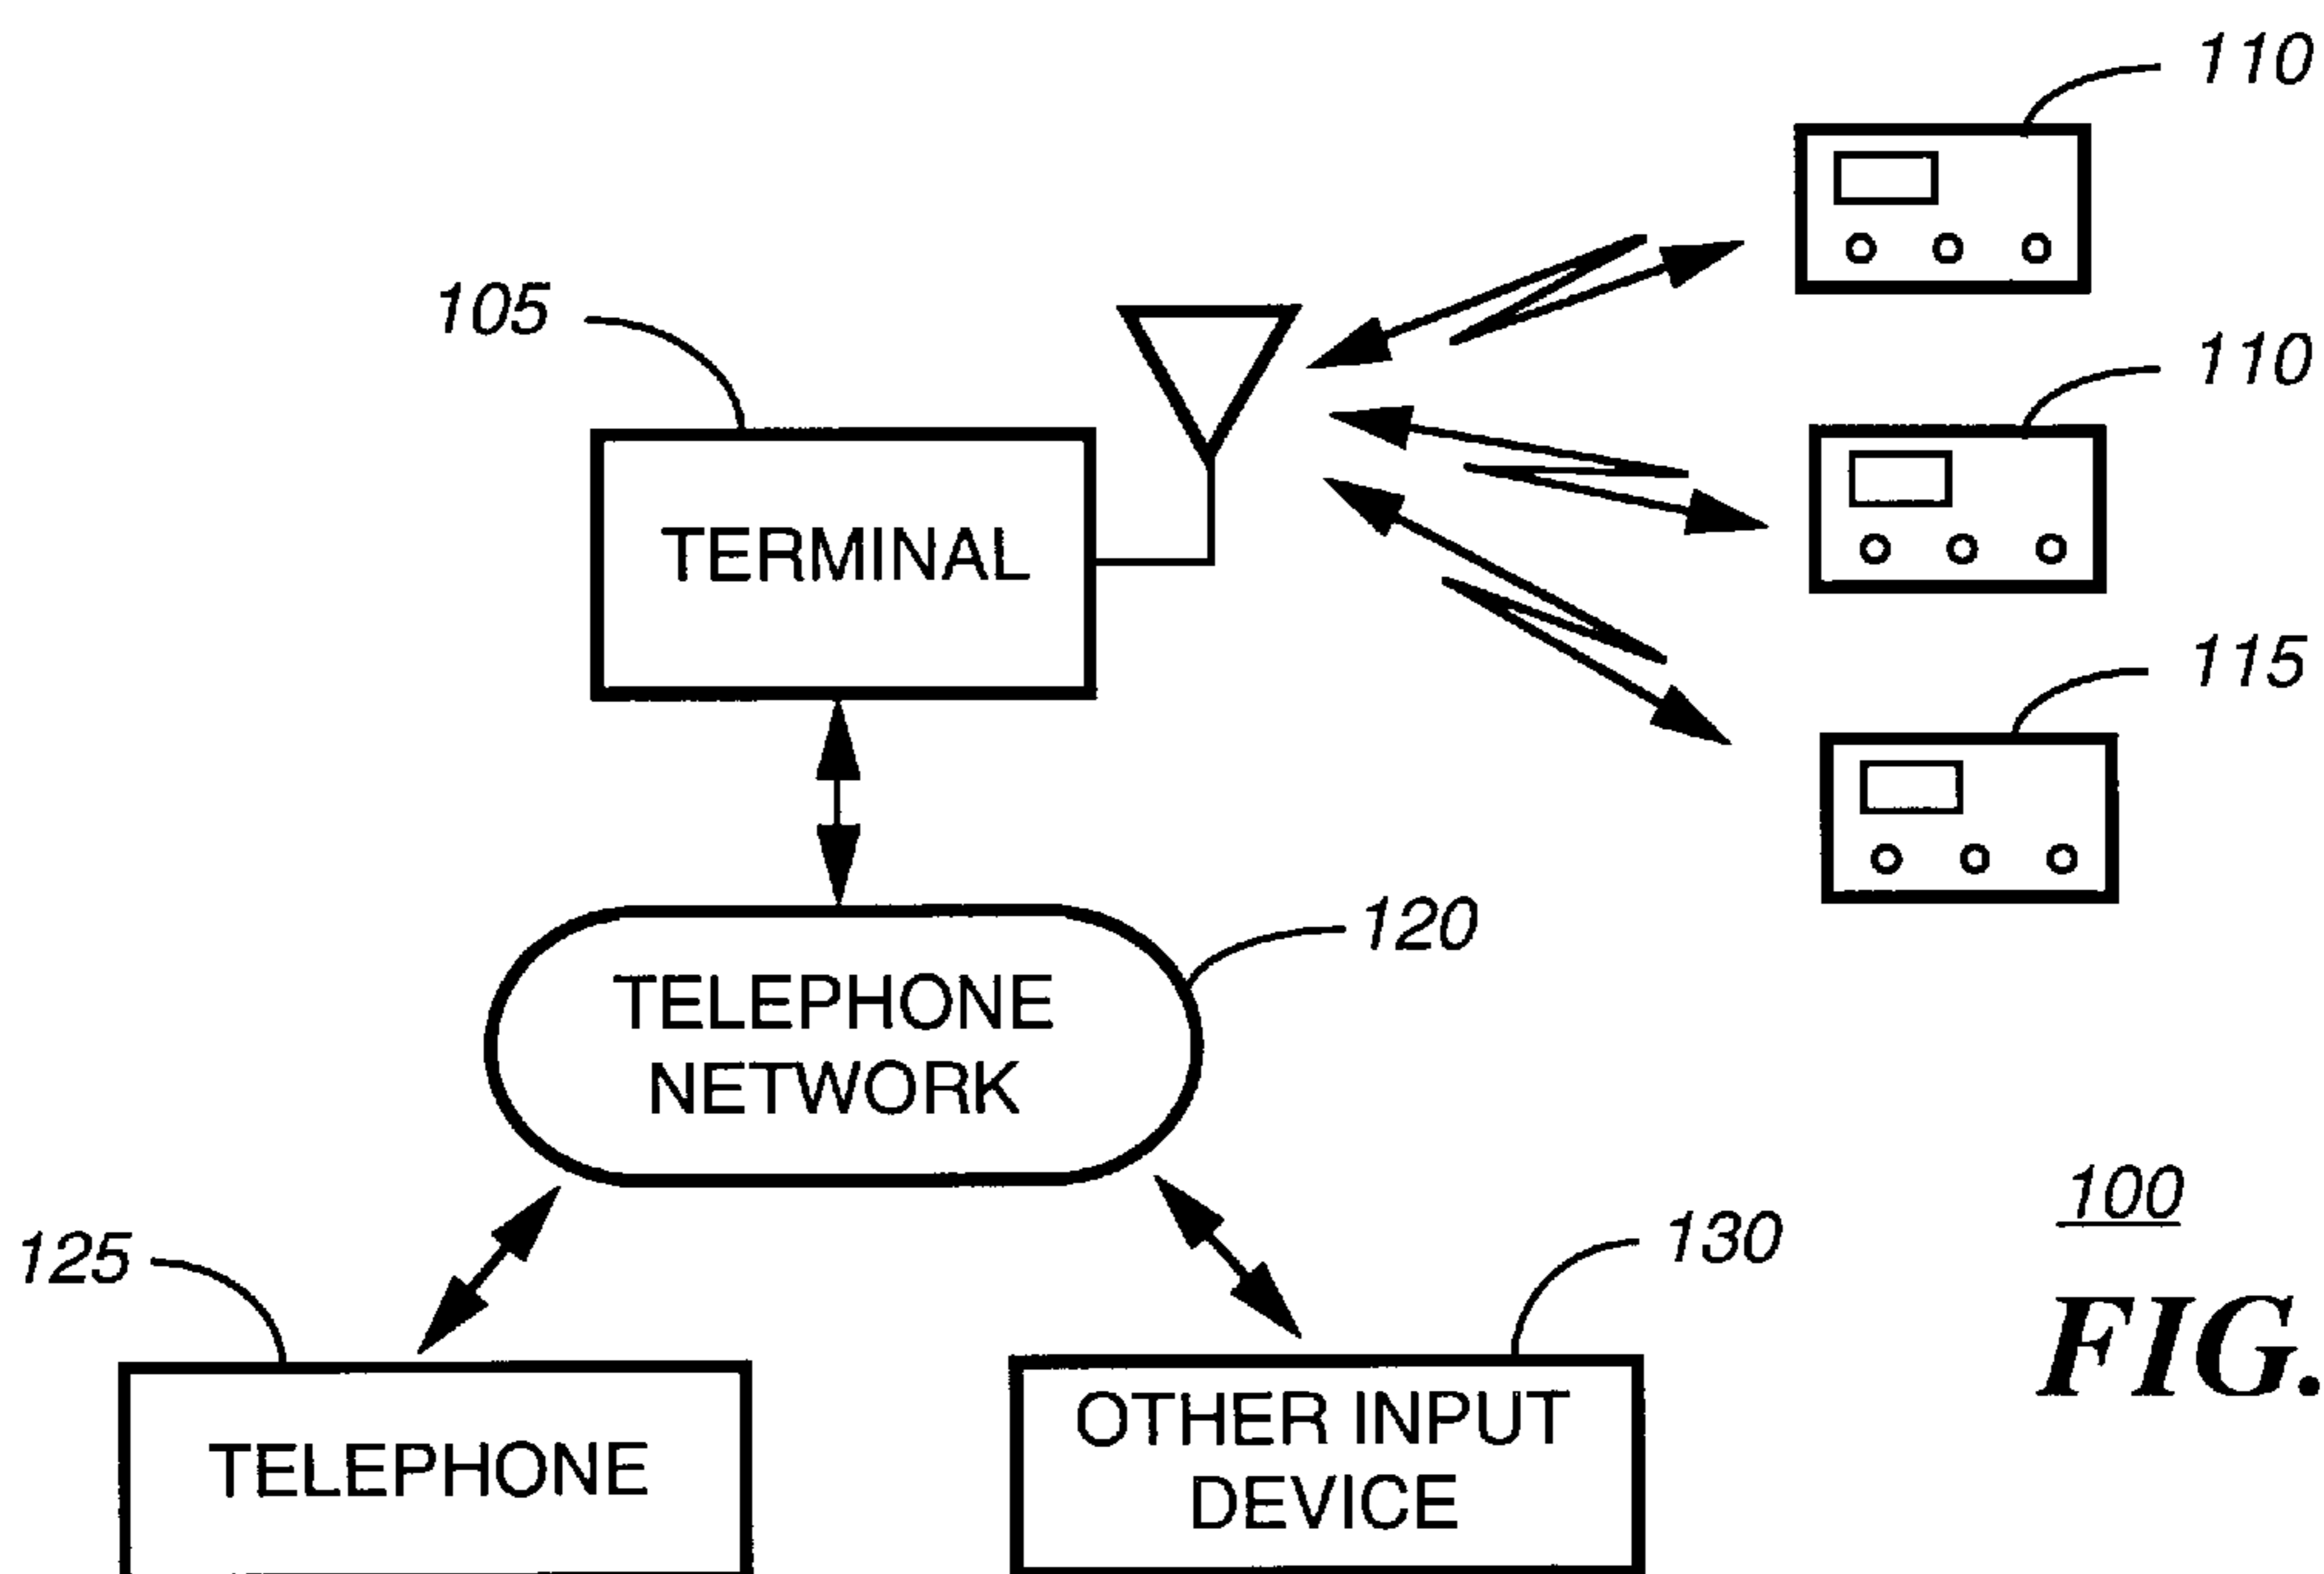 110
105
110
TERMINAL
115
120
TELEPHONE
NETWORK
100
125
130
FIG.
OTHER INPUT
TELEPHONE
DEVICE